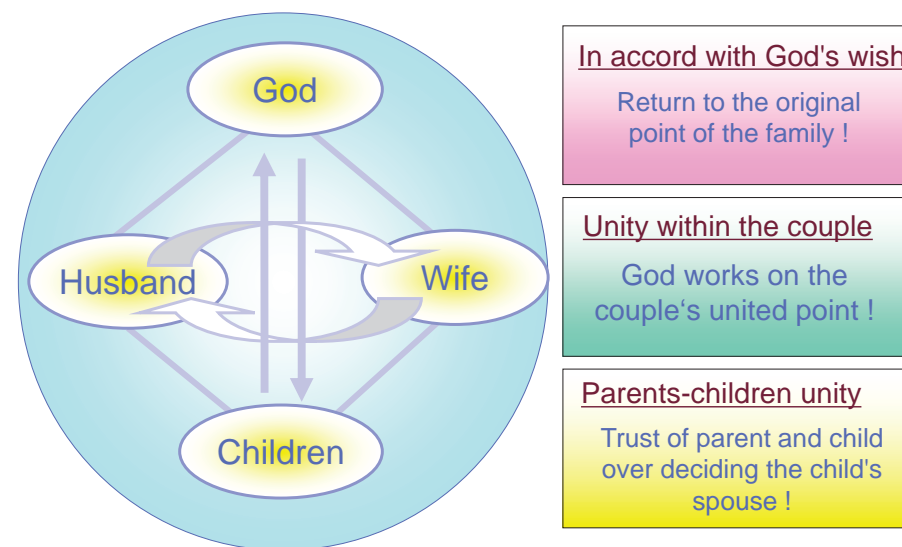 God
Husband
Wife
Children
In accord with God's wish
Return to the original
point of the family !
Unity within the couple
God works on the
couple‘s united point !
Parents-children unity
Trust of parent and child
over deciding the child's
spouse !